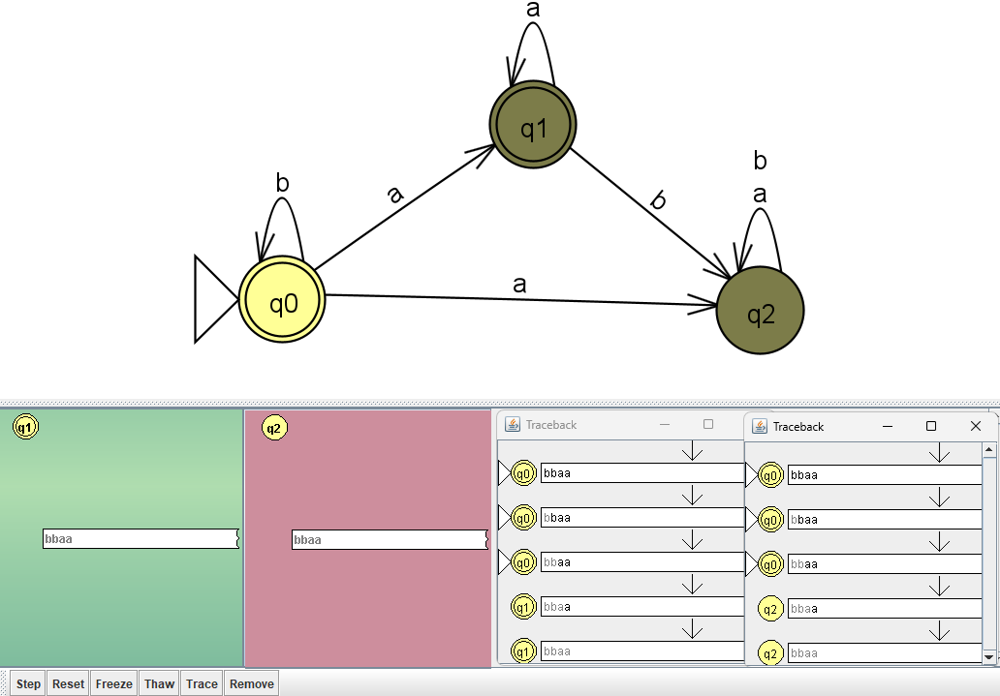 a
q1
b
b
a
b
a
b
q0
a
q2
q1
bbaa
q2
bbaa
Traceback
q0 bbaa
q0 bbaa
q0 bbaa
q1 bbaa
q1 bbaa
Traceback
q0 bbaa
q0 bbaa
q0 bbaa
q2 bbaa
q2 bbaa
Step Reset Freeze Thaw Trace Remove